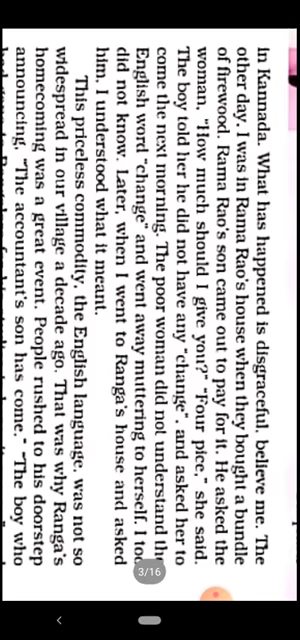 in Kannada. What has happened is disgraceful, believe me. The
other day, I was in Rama Rao's house when they bought a bundle
of firewood. Rama Rao's son came out to pay for it. He asked the
woman, "How much should I give you?" "Four pice," she said.
The boy told her he did not have any "change", and asked her to
come the next morning. The poor woman did not understand the
English word "change" and went away muttering to herself. I too
did not know. Later, when I went to Ranga's house and asked
him, I understood what it meant.
This priceless commodity, the English language, was not so
widespread in our village a decade ago. That was why Ranga's
homecoming was a great event. People rushed to his doorstep
announcing, "The accountant's son has come," "The boy who
3/16